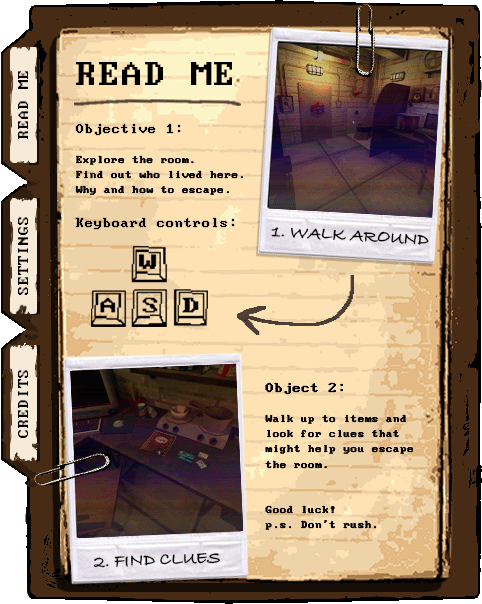 READ ME
SETTINGS
CREDITS
READ ME
Objective 1:
Explore the room.
Find out who lived here.
Why and how to escape.
Keyboard controls:
W
A S D
1. WALK AROUND
Object 2:
Walk up to items and
look for clues that
might help you escape
the room.
Good luck!
p.s. Don't rush.
2. FIND CLUES